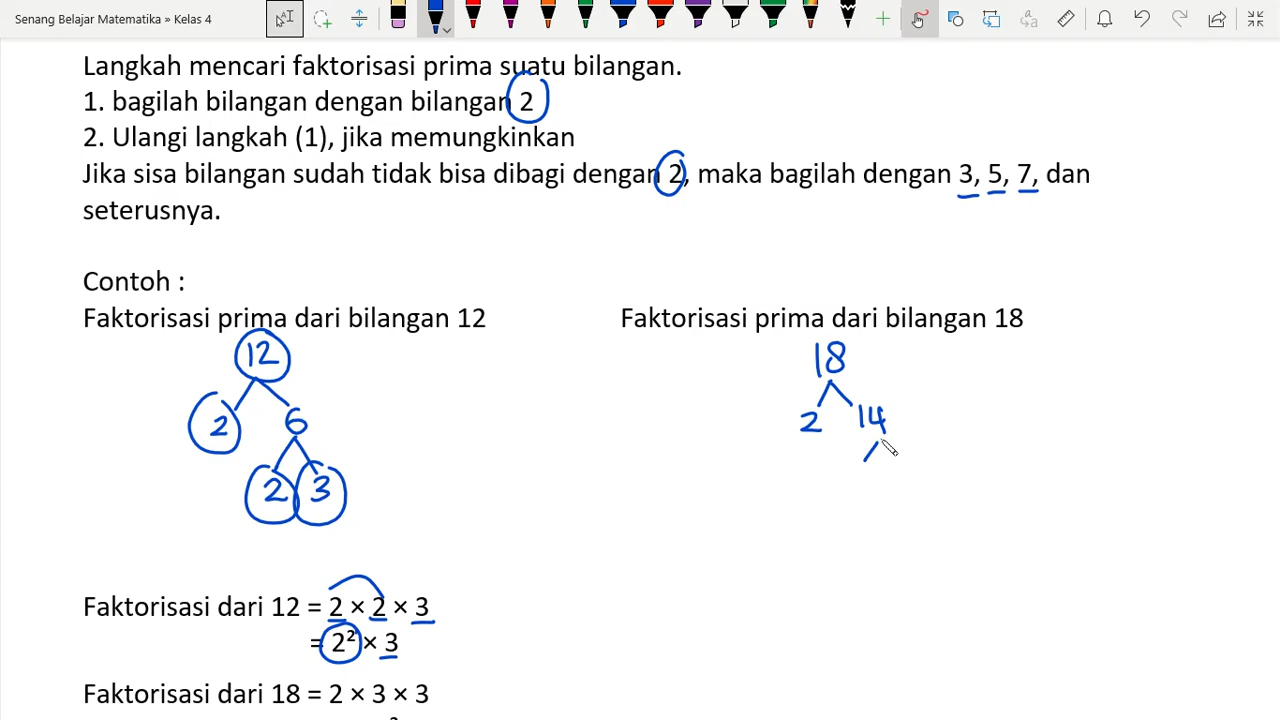 Senang Belajar Matematika » Kelas 4
Langkah mencari faktorisasi prima suatu bilangan.
1. bagilah bilangan dengan bilangan 2
2. Ulangi langkah (1), jika memungkinkan
Jika sisa bilangan sudah tidak bisa dibagi dengan 2, maka bagilah dengan 3, 5, 7, dan
seterusnya.
Contoh :
Faktorisasi prima dari bilangan 12
12
2 6
2 3
Faktorisasi prima dari bilangan 18
18
2 14
Faktorisasi dari 12 = 2 × 2 × 3
= 2² × 3
Faktorisasi dari 18 = 2 × 3 × 3